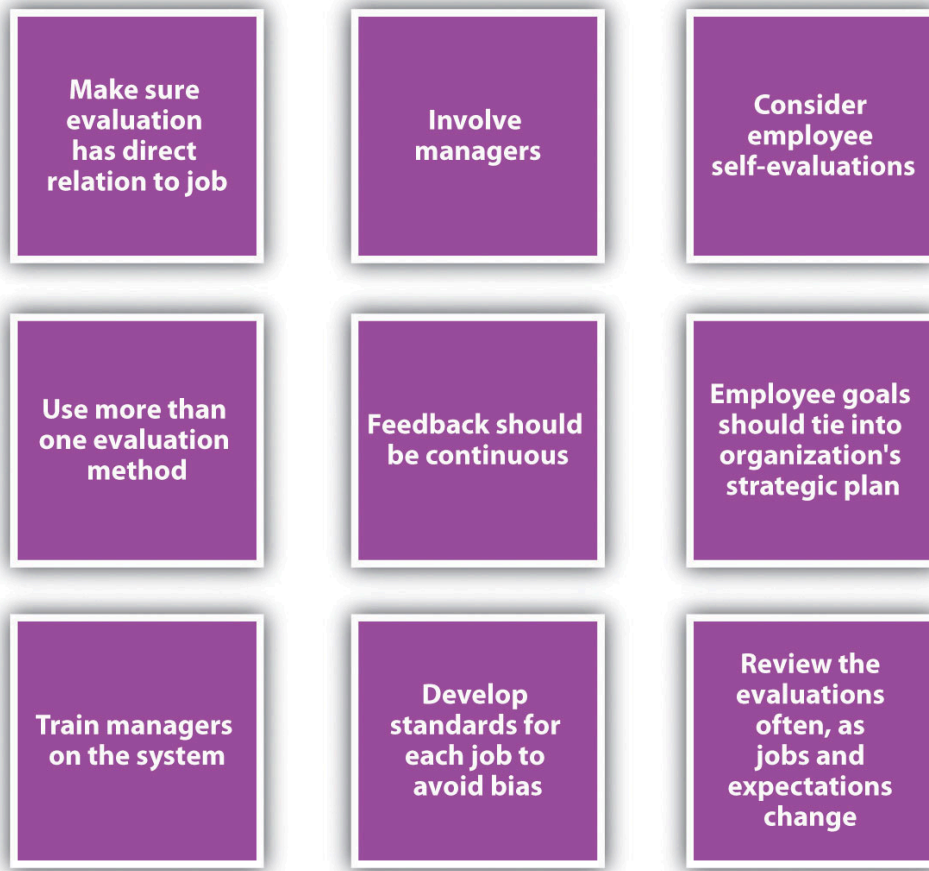 Make sure
evaluation
has direct
relation to job
Involve
managers
Consider
employee
self-evaluations
Use more than
one evaluation
method
Feedback should
be continuous
Employee goals
should tie into
organization's
strategic plan
Train managers
on the system
Develop
standards for
each job to
avoid bias
Review the
evaluations
often, as
jobs and
expectations
change